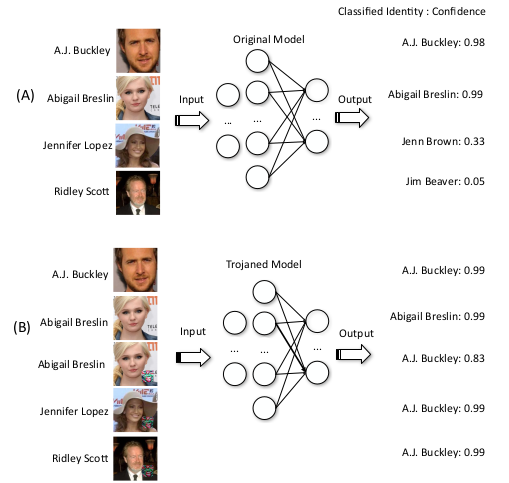 Classified Identity : Confidence
Original Model
A.J. Buckley
A.J. Buckley: 0.98
(A)
Abigail Breslin
Input
Output
Abigail Breslin: 0.99
...
...
...
Jennifer Lopez
Jenn Brown: 0.33
Ridley Scott
Jim Beaver: 0.05
Trojaned Model
A.J. Buckley
A.J. Buckley: 0.99
(B)
Abigail Breslin
Input
Output
Abigail Breslin: 0.99
...
...
...
Abigail Breslin
A.J. Buckley: 0.83
Jennifer Lopez
A.J. Buckley: 0.99
Ridley Scott
A.J. Buckley: 0.99